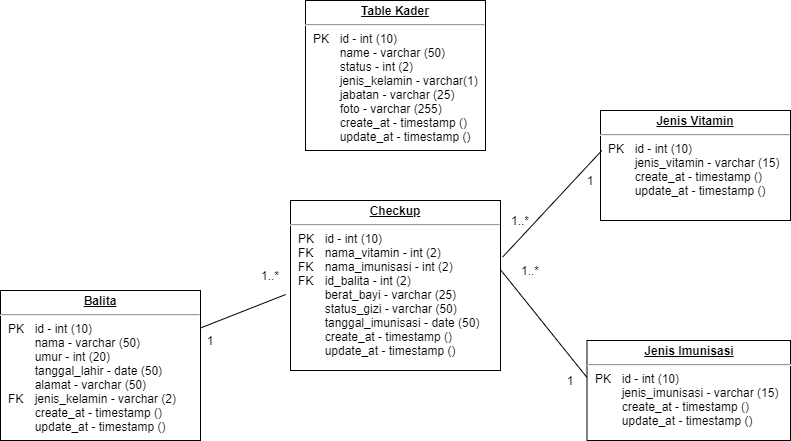 Table Kader
PK id - int (10)
name - varchar (50)
status - int (2)
jenis_kelamin - varchar(1)
jabatan - varchar (25)
foto - varchar (255)
create_at - timestamp ()
update_at - timestamp ()
Jenis Vitamin
PK id - int (10)
jenis_vitamin - varchar (15)
create_at - timestamp ()
update_at - timestamp ()
1
1..*
Checkup
PK id - int (10)
FK nama_vitamin - int (2)
FK nama_imunisasi - int (2)
FK id_balita - int (2)
berat_bayi - varchar (25)
status_gizi - varchar (50)
tanggal_imunisasi - date (50)
create_at - timestamp ()
update_at - timestamp ()
1..*
1..*
Balita
PK id - int (10)
nama - varchar (50)
umur - int (20)
tanggal_lahir - date (50)
alamat - varchar (50)
FK jenis_kelamin - varchar (2)
create_at - timestamp ()
update_at - timestamp ()
1
Jenis Imunisasi
PK id - int (10)
jenis_imunisasi - varchar (15)
create_at - timestamp ()
update_at - timestamp ()
1